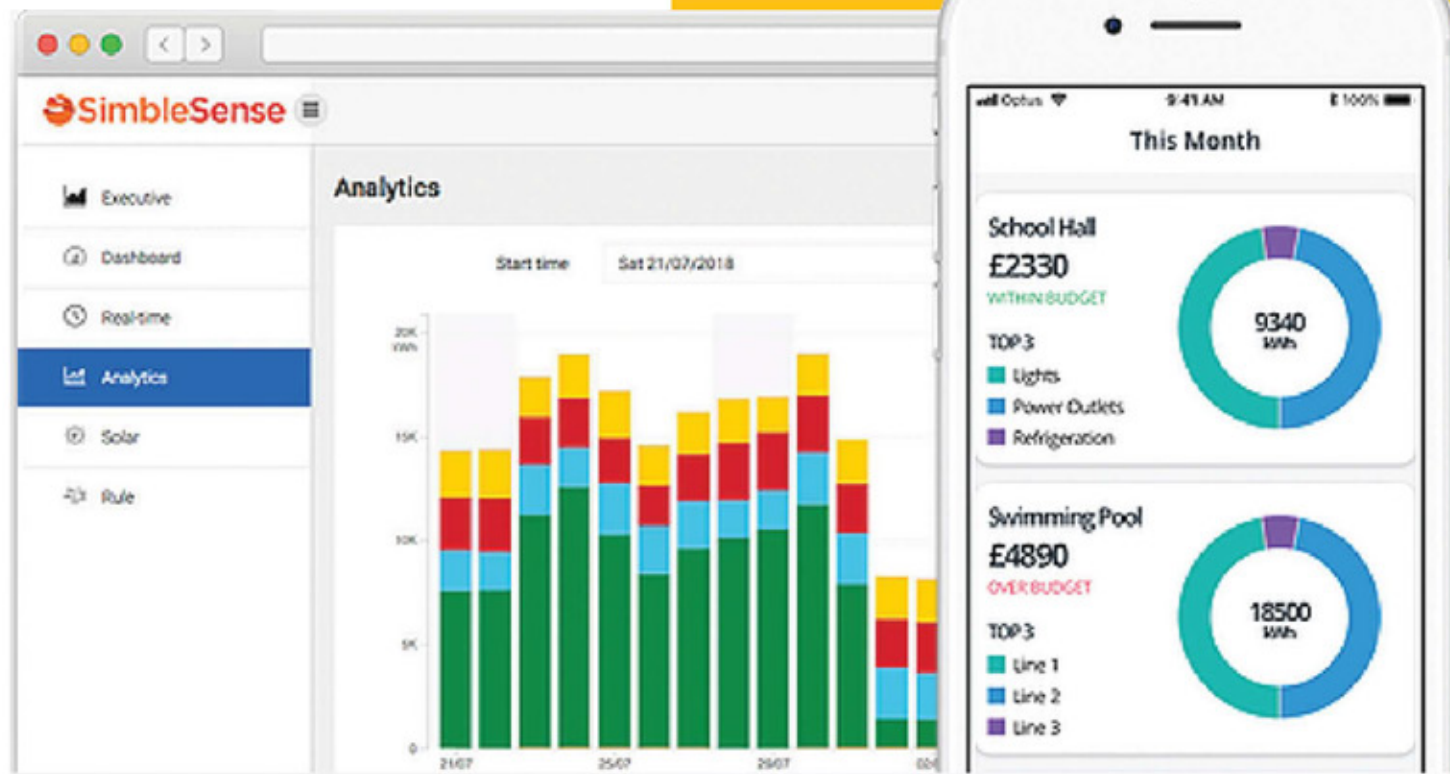 SimbleSense
Executive
Dashboard
Real-time
Analytics
Solar
Rule
Analytics
Start time Sat 21/07/2018
20K
kWh
15K
10K
5K
0
21/07 25/07 29/07
Optus 9:41 AM 100%
This Month
School Hall
£2330
WITHIN BUDGET
TOP 3
Lights
Power Outlets
Refrigeration
9340
kWh
Swimming Pool
£4890
OVER BUDGET
TOP 3
Line 1
Line 2
Line 3
18500
kWh